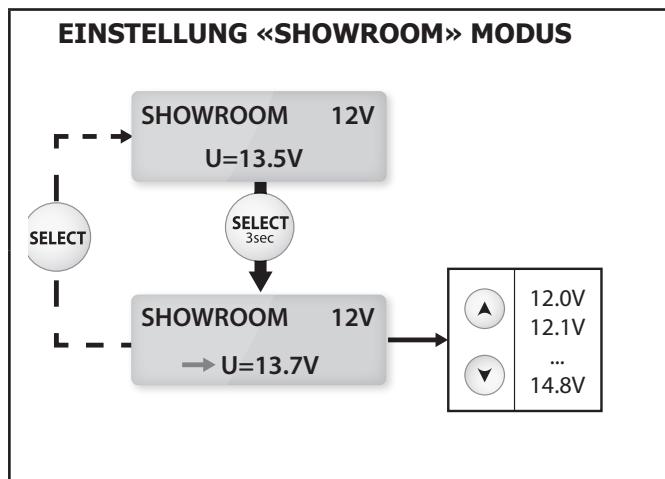 EINSTELLUNG «SHOWROOM» MODUS
SHOWROOM 12V
U=13.5V
SELECT
SELECT
3sec
SHOWROOM 12V
U=13.7V
12.0V
12.1V
...
14.8V